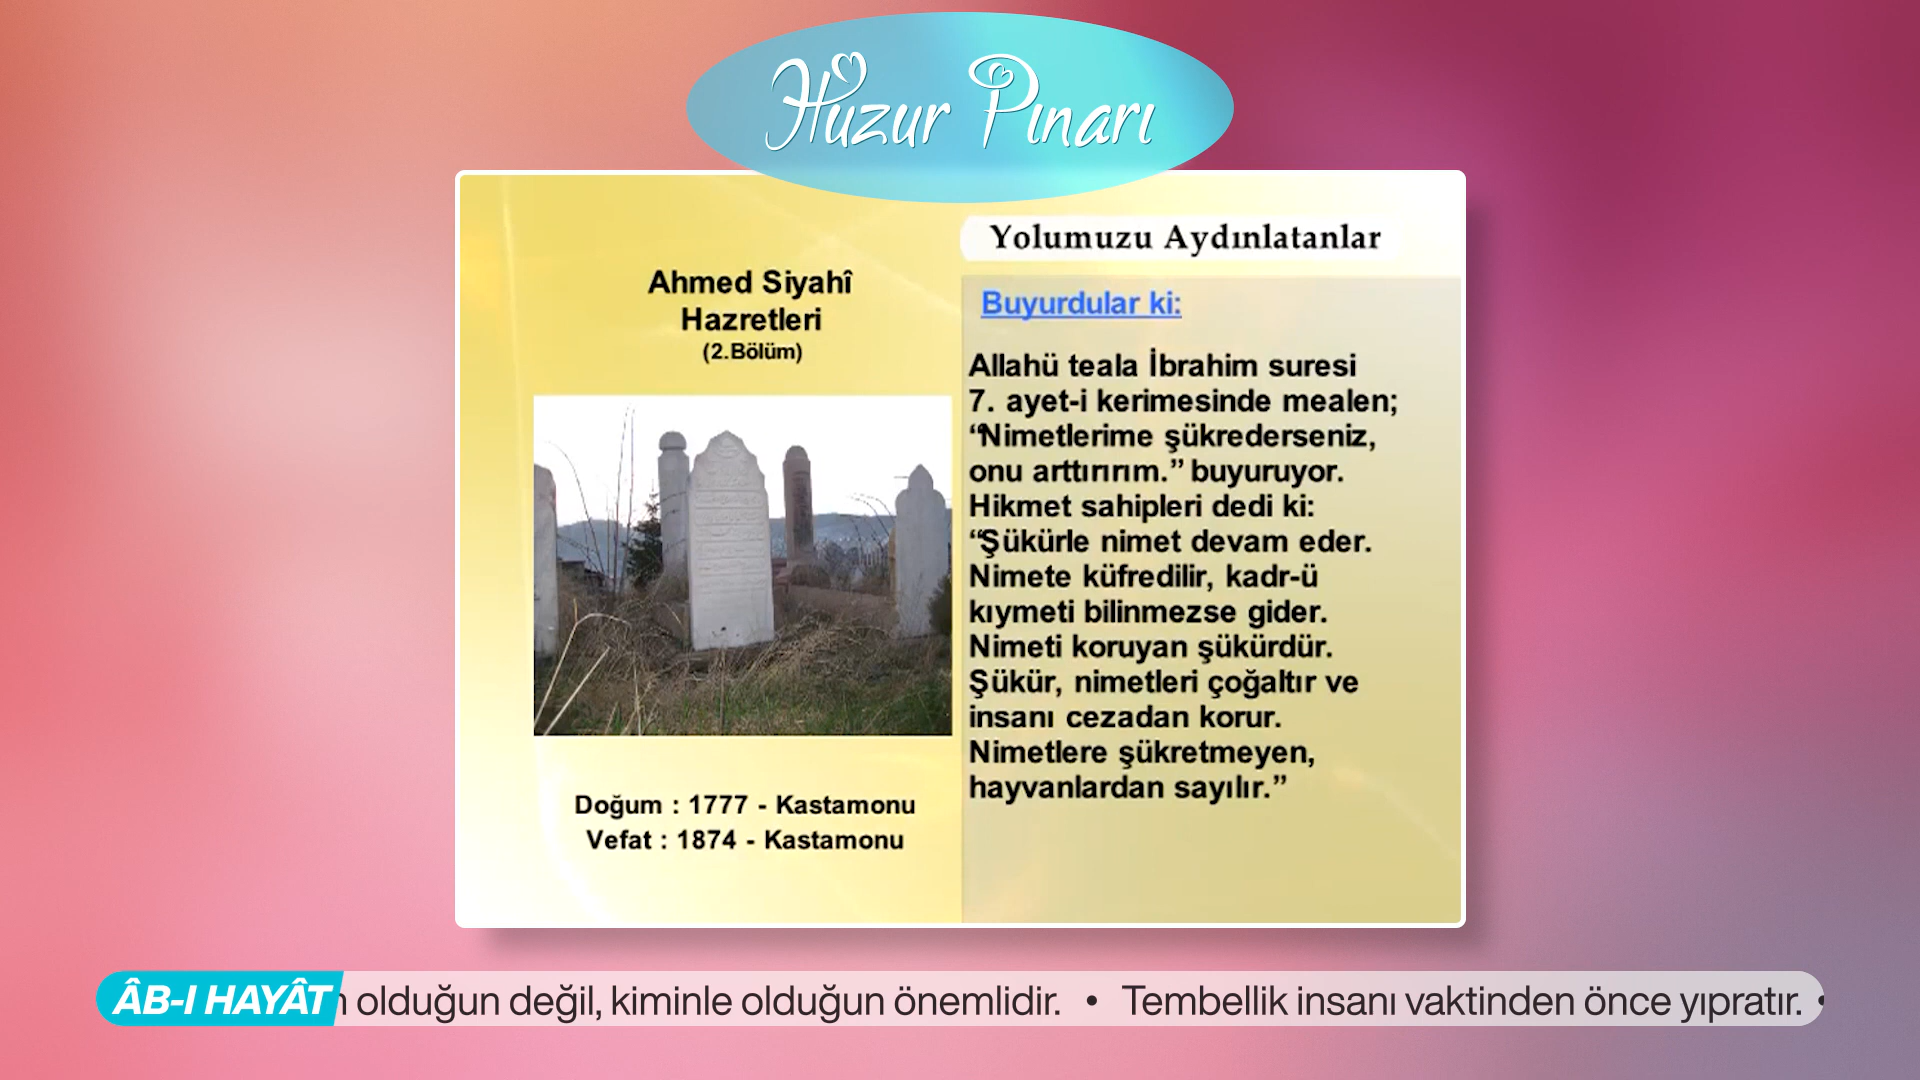 Huzur Pınarı
Yolumuzu Aydınlatanlar
Ahmed Siyahî
Hazretleri
(2.Bölüm)
Doğum : 1777 - Kastamonu
Vefat : 1874 - Kastamonu
Buyurdular ki:
Allahü teala İbrahim suresi
7. ayet-i kerimesinde mealen;
“Nimetlerime şükrederseniz,
onu arttırırım.” buyuruyor.
Hikmet sahipleri dedi ki:
“Şükürle nimet devam eder.
Nimete küfredilir, kadr-ü
kıymeti bilinmezse gider.
Nimeti koruyan şükürdür.
Şükür, nimetleri çoğaltır ve
insanı cezadan korur.
Nimetlere şükretmeyen,
hayvanlardan sayılır.”
ÂB-I HAYÂT olduğun değil, kiminle olduğun önemlidir. • Tembellik insanı vaktinden önce yıpratır. •